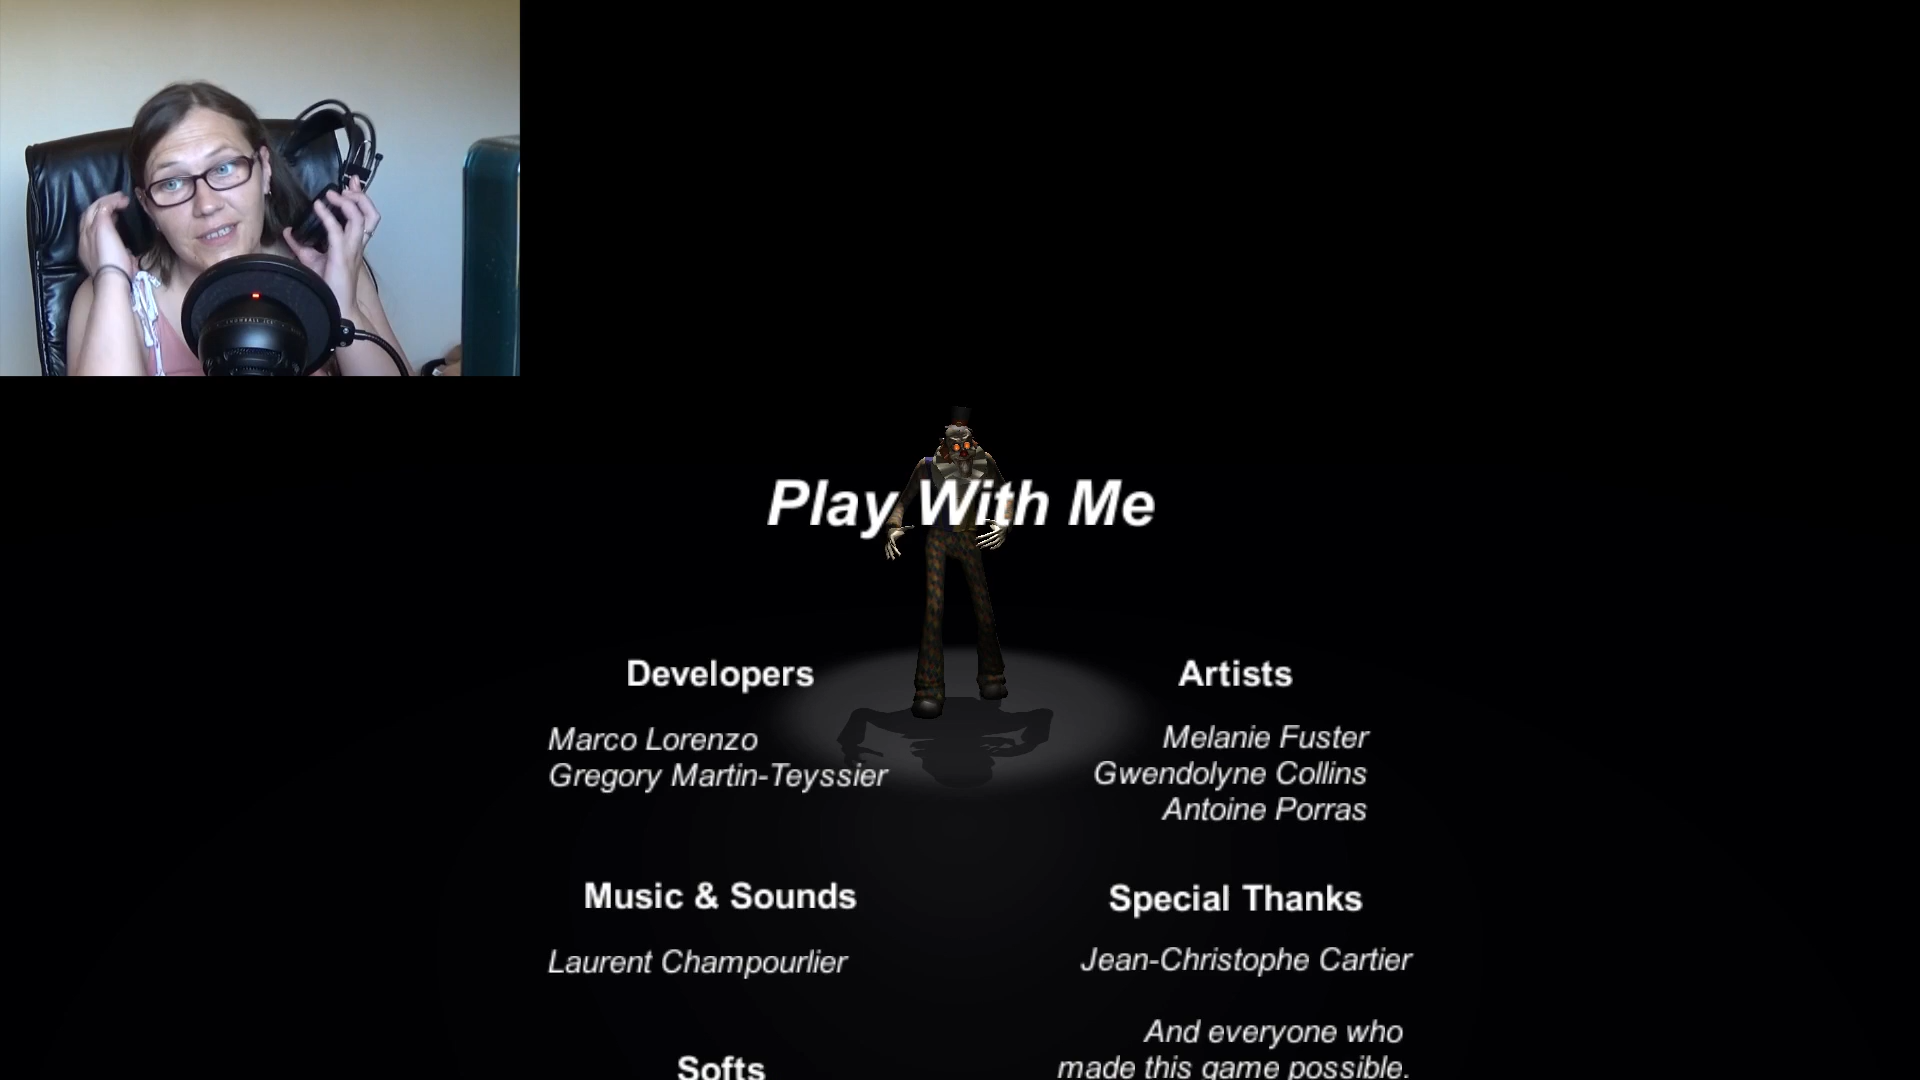 Play With Me
Developers
Marco Lorenzo
Gregory Martin-Teyssier
Artists
Melanie Fuster
Gwendolyne Collins
Antoine Porras
Music & Sounds
Laurent Champourlier
Special Thanks
Jean-Christophe Cartier
And everyone who
made this game possible.
Softs